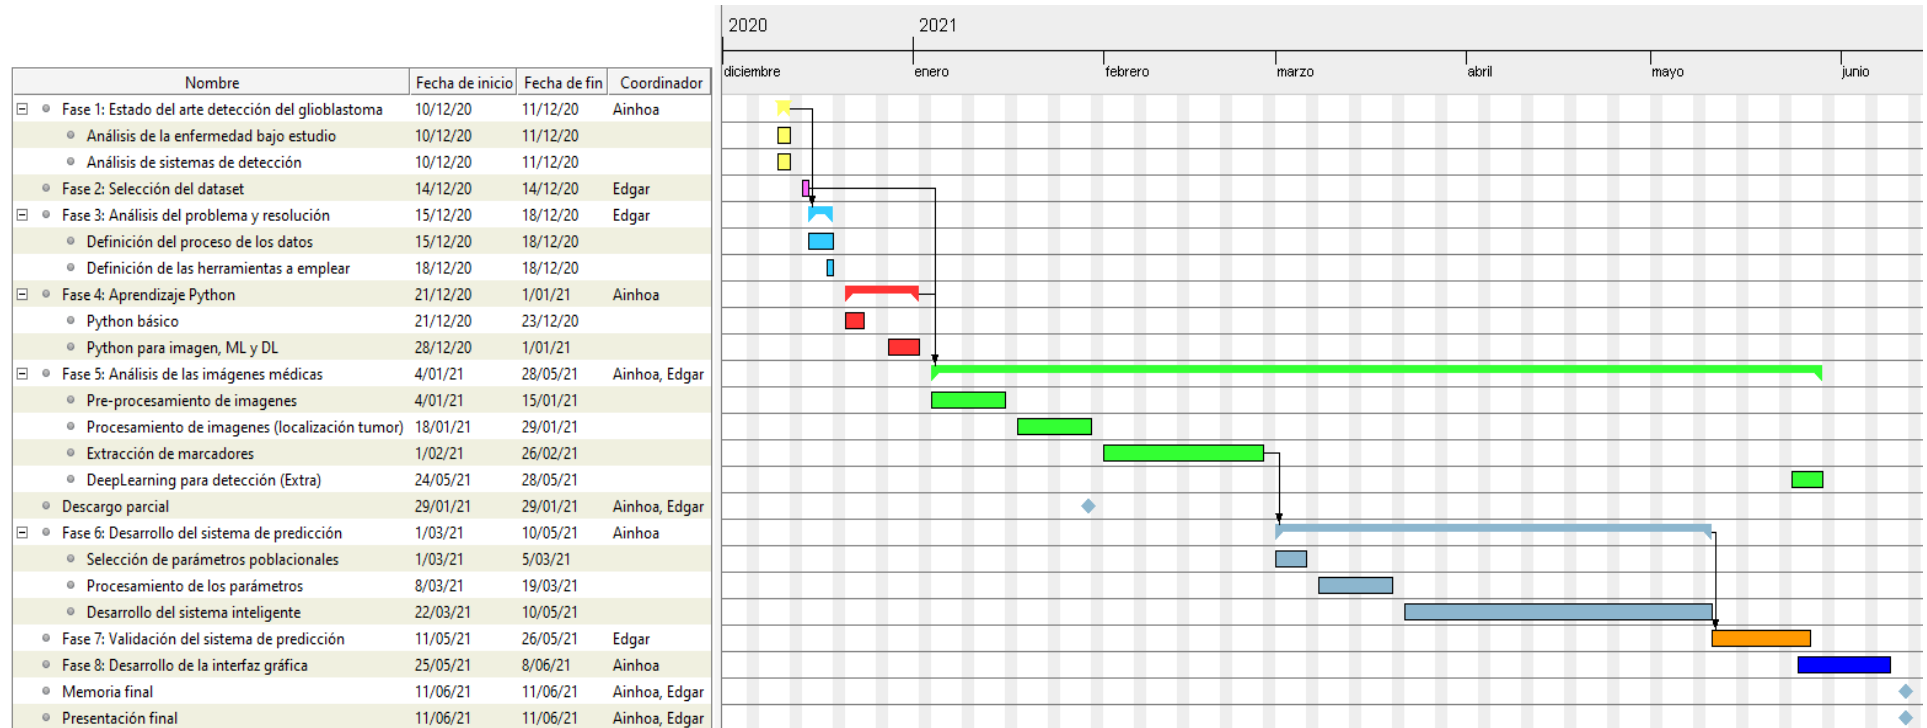 2020 2021
diciembre enero febrero marzo abril mayo junio
Nombre Fecha de inicio Fecha de fin Coordinador
Fase 1: Estado del arte detección del glioblastoma 10/12/20 11/12/20 Ainhoa
Análisis de la enfermedad bajo estudio 10/12/20 11/12/20
Análisis de sistemas de detección 10/12/20 11/12/20
Fase 2: Selección del dataset 14/12/20 14/12/20 Edgar
Fase 3: Análisis del problema y resolución 15/12/20 18/12/20 Edgar
Definición del proceso de los datos 15/12/20 18/12/20
Definición de las herramientas a emplear 18/12/20 18/12/20
Fase 4: Aprendizaje Python 21/12/20 1/01/21 Ainhoa
Python básico 21/12/20 23/12/20
Python para imagen, ML y DL 28/12/20 1/01/21
Fase 5: Análisis de las imágenes médicas 4/01/21 28/05/21 Ainhoa, Edgar
Pre-procesamiento de imagenes 4/01/21 15/01/21
Procesamiento de imagenes (localización tumor) 18/01/21 29/01/21
Extracción de marcadores 1/02/21 26/02/21
DeepLearning para detección (Extra) 24/05/21 28/05/21
Descargo parcial 29/01/21 29/01/21 Ainhoa, Edgar
Fase 6: Desarrollo del sistema de predicción 1/03/21 10/05/21 Ainhoa
Selección de parámetros poblacionales 1/03/21 5/03/21
Procesamiento de los parámetros 8/03/21 19/03/21
Desarrollo del sistema inteligente 22/03/21 10/05/21
Fase 7: Validación del sistema de predicción 11/05/21 26/05/21 Edgar
Fase 8: Desarrollo de la interfaz gráfica 25/05/21 8/06/21 Ainhoa
Memoria final 11/06/21 11/06/21 Ainhoa, Edgar
Presentación final 11/06/21 11/06/21 Ainhoa, Edgar